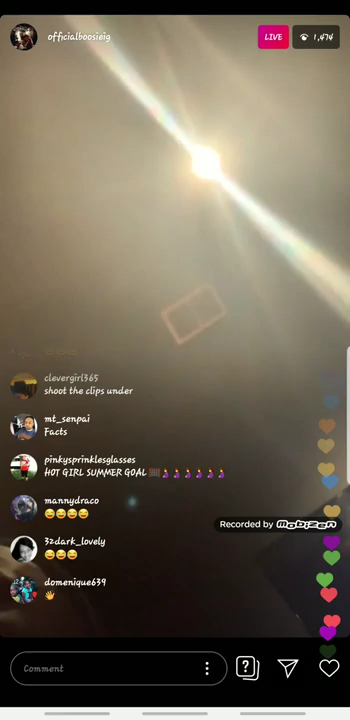 officialboosieig
LIVE
1,474
clevergirl365
shoot the clips under
mt_senpai
Facts
pinkysprinklesglasses
HOT GIRL SUMMER GOAL
mannydraco
Recorded by MOBIZEN
32dark_lovely
domenique639
Comment